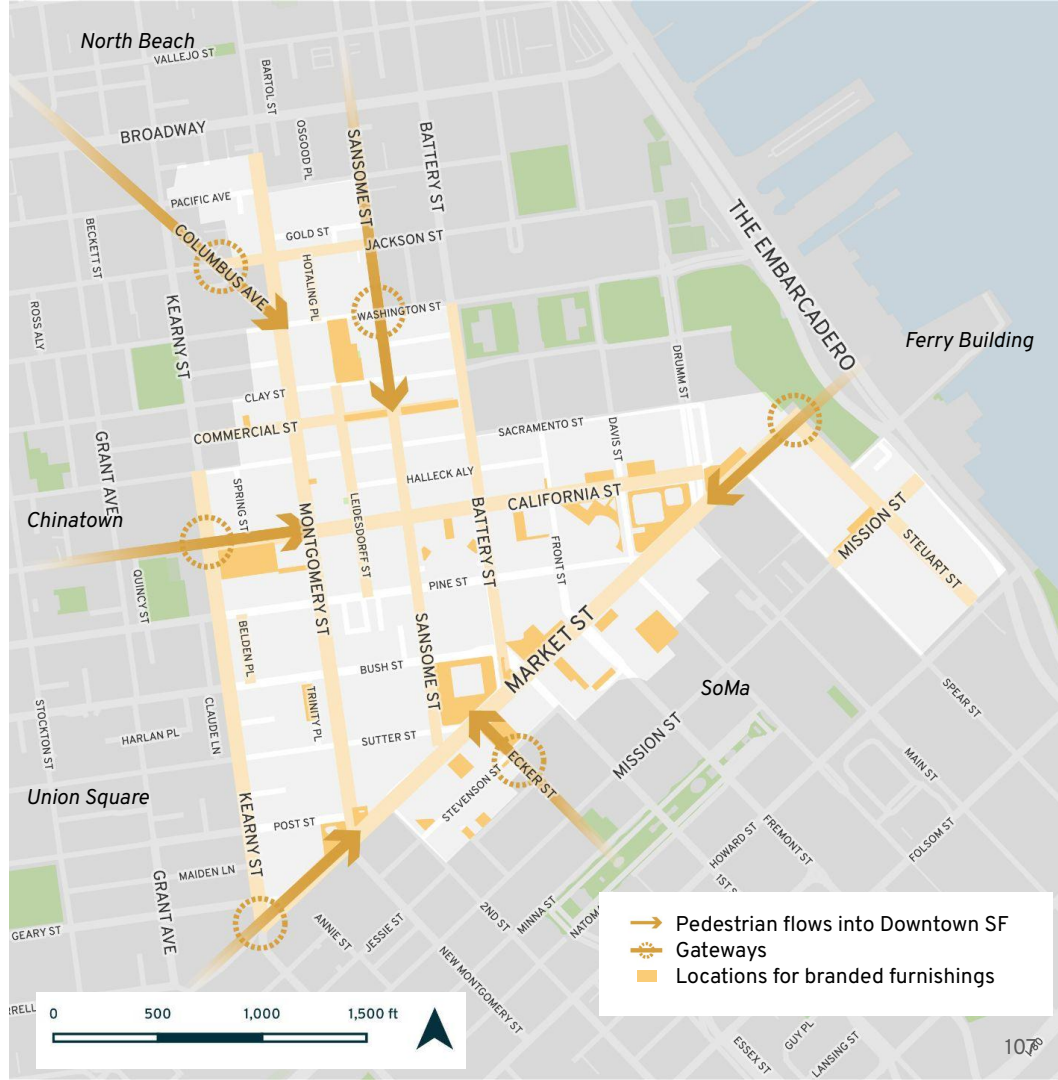 North Beach
VALLEJO ST
BARTOL ST
BROADWAY
OSGOOD PL
SANSOME ST
BATTERY ST
PACIFIC AVE
BECKETT ST
COLUMBUS AVE
GOLD ST
JACKSON ST
THE EMBARCADERO
HOTALING PL
ROSS ALY
KEARNY ST
WASHINGTON ST
Ferry Building
DRUMM ST
CLAY ST
COMMERCIAL ST
SACRAMENTO ST
DAVIS ST
GRANT AVE
HALLECK ALY
SPRING ST
CALIFORNIA ST
Chinatown
MONTGOMERY ST
LEIDESDORFF ST
BATTERY ST
MISSION ST
STEUART ST
FRONT ST
QUINCY ST
PINE ST
BELDEN PL
SANSOME ST
MARKET ST
BUSH ST
SoMa
STOCKTON ST
CLAUDE LN
TRINITY PL
SPEAR ST
HARLAN PL
SUTTER ST
MISSION ST
ECKER ST
MAIN ST
Union Square
STEVENSON ST
KEARNY ST
POST ST
FREMONT ST
HOWARD ST
FOLSOM ST
MAIDEN LN
GRANT AVE
1ST S
GEARY ST
ANNIE ST
JESSIE ST
2ND ST
MINNA ST
NATOMA
NEW MONTGOMERY ST
Pedestrian flows into Downtown SF
Gateways
Locations for branded furnishings
RRELL
0 500 1,000 1,500 ft
ESSEX ST
GUY PL
LANSING ST
107